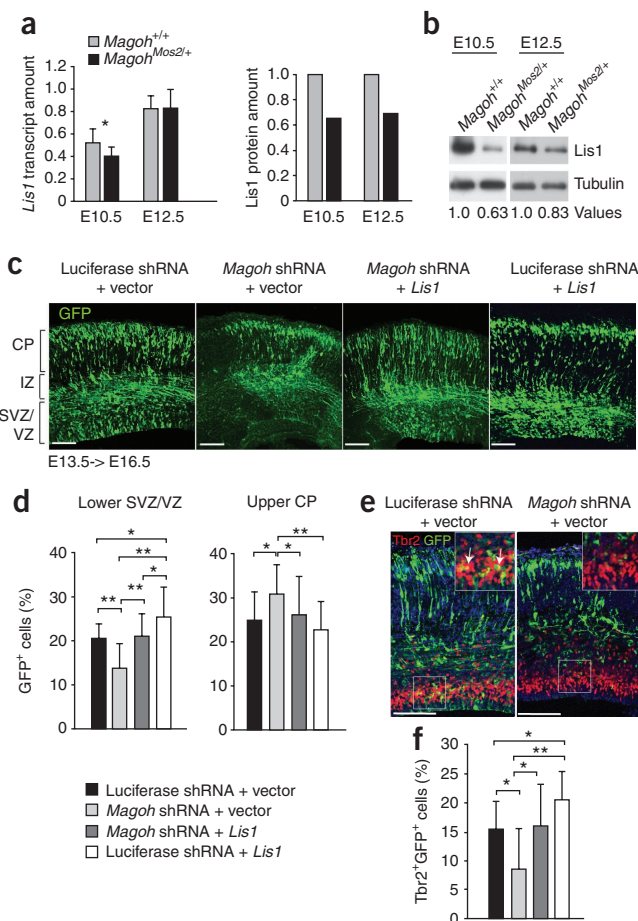 a
Magoh+/+
MagohMos2/+
Lis1 transcript amount
1.2
1.0
0.8
0.6
0.4
0.2
0
*
E10.5 E12.5
Lis1 protein amount
1.0
0.8
0.6
0.4
0.2
0
E10.5 E12.5
b
E10.5 E12.5
Magoh+/+
MagohMos2/+
Magoh+/+
MagohMos2/+
Lis1
Tubulin
1.0 0.63 1.0 0.83 Values
c
Luciferase shRNA + vector
Magoh shRNA + vector
Magoh shRNA + Lis1
Luciferase shRNA + Lis1
GFP
CP
IZ
SVZ/
VZ
E13.5-> E16.5
d
Lower SVZ/VZ
GFP+ cells (%)
40
30
20
10
0
*
**
*
** **
Upper CP
40
30
20
10
0
**
* *
Luciferase shRNA + vector
Magoh shRNA + vector
Magoh shRNA + Lis1
Luciferase shRNA + Lis1
e
Luciferase shRNA + vector
Magoh shRNA + vector
Tbr2 GFP
f
Tbr2+GFP+ cells (%)
25
20
15
10
5
0
*
**
*
*